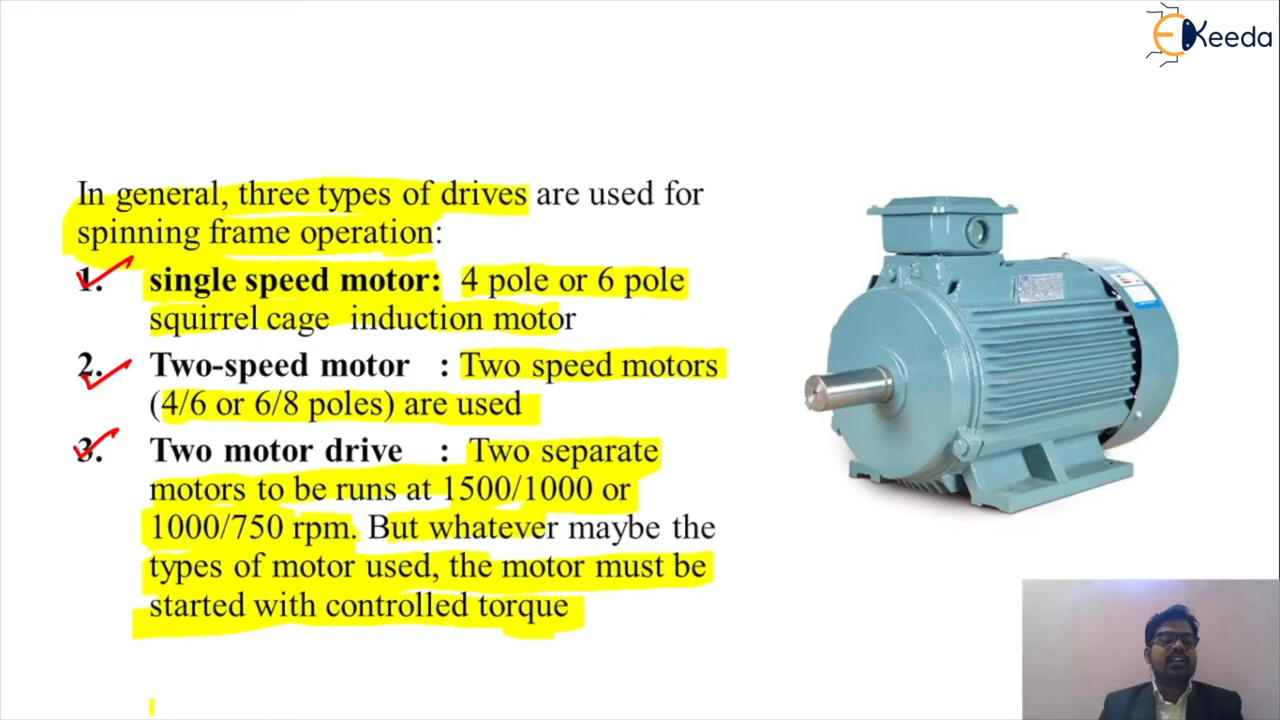 EKeeda
In general, three types of drives are used for
spinning frame operation:
1. single speed motor: 4 pole or 6 pole
squirrel cage induction motor
2. Two-speed motor : Two speed motors
(4/6 or 6/8 poles) are used
3. Two motor drive : Two separate
motors to be runs at 1500/1000 or
1000/750 rpm. But whatever maybe the
types of motor used, the motor must be
started with controlled torque